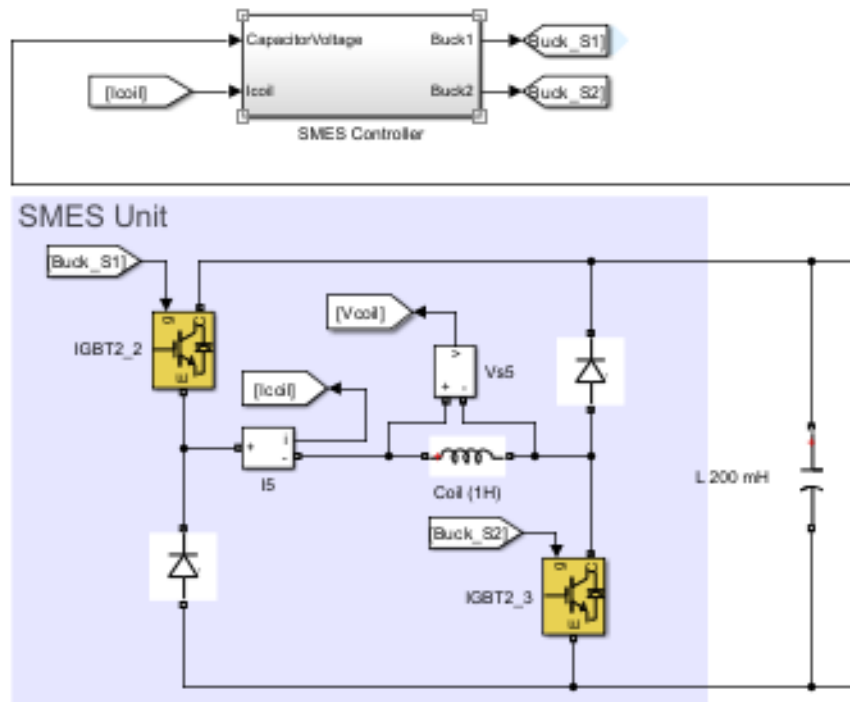 CapacitorVoltage
Buck1
Buck_S1]
[Icoil]
Icoil
Buck2
Buck_S2]
SMES Controller
SMES Unit
[Buck_S1]
g
C
E
IGBT2_2
[Vcoil]
v
+ -
Vs5
[Icoil]
+
i
-
I5
Coil (1H)
L 200 mH
[Buck_S2]
g
C
E
IGBT2_3